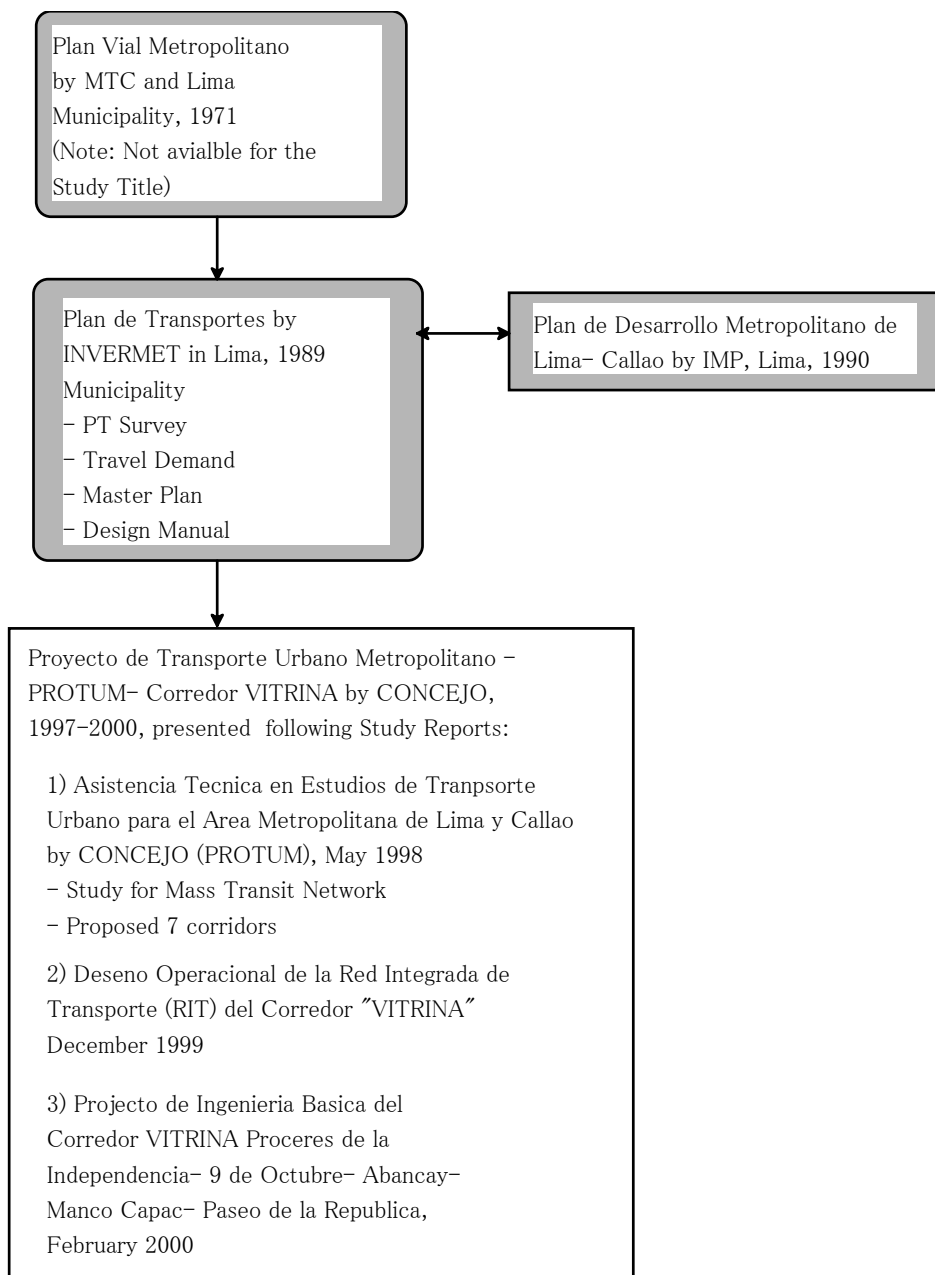 Plan Vial Metropolitano
by MTC and Lima
Municipality, 1971
(Note: Not avialble for the
Study Title)
Plan de Transportes by
INVERMET in Lima, 1989
Municipality
- PT Survey
- Travel Demand
- Master Plan
- Design Manual
Plan de Desarrollo Metropolitano de
Lima- Callao by IMP, Lima, 1990
Proyecto de Transporte Urbano Metropolitano -
PROTUM- Corredor VITRINA by CONCEJO,
1997-2000, presented following Study Reports:
1) Asistencia Tecnica en Estudios de Tranpsorte
Urbano para el Area Metropolitana de Lima y Callao
by CONCEJO (PROTUM), May 1998
- Study for Mass Transit Network
- Proposed 7 corridors
2) Deseno Operacional de la Red Integrada de
Transporte (RIT) del Corredor "VITRINA"
December 1999
3) Projecto de Ingenieria Basica del
Corredor VITRINA Proceres de la
Independencia- 9 de Octubre- Abancay-
Manco Capac- Paseo de la Republica,
February 2000